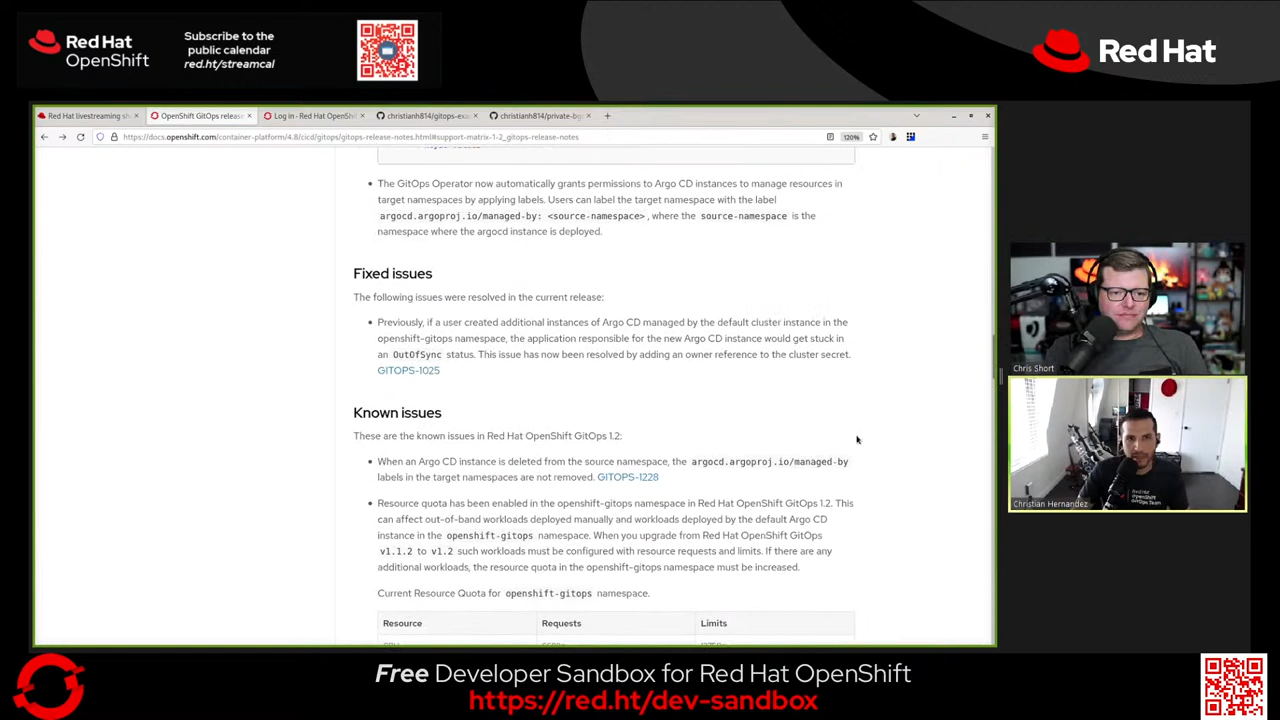 Red Hat
OpenShift
Subscribe to the
public calendar
red.ht/streamcal
Red Hat
Red Hat livestreaming sh
OpenShift GitOps release
Log in - Red Hat OpenShi
christianh814/gitops-exa
christianh814/private-bg
https://docs.openshift.com/container-platform/4.8/cicd/gitops/gitops-release-notes.html#support-matrix-1-2_gitops-release-notes
120%
The GitOps Operator now automatically grants permissions to Argo CD instances to manage resources in
target namespaces by applying labels. Users can label the target namespace with the label
argocd.argoproj.io/managed-by: <source-namespace>, where the source-namespace is the
namespace where the argocd instance is deployed.
Fixed issues
The following issues were resolved in the current release:
Previously, if a user created additional instances of Argo CD managed by the default cluster instance in the
openshift-gitops namespace, the application responsible for the new Argo CD instance would get stuck in
an OutOfSync status. This issue has now been resolved by adding an owner reference to the cluster secret.
GITOPS-1025
Known issues
These are the known issues in Red Hat OpenShift GitOps 1.2:
When an Argo CD instance is deleted from the source namespace, the argocd.argoproj.io/managed-by
labels in the target namespaces are not removed. GITOPS-1228
Resource quota has been enabled in the openshift-gitops namespace in Red Hat OpenShift GitOps 1.2. This
can affect out-of-band workloads deployed manually and workloads deployed by the default Argo CD
instance in the openshift-gitops namespace. When you upgrade from Red Hat OpenShift GitOps
v1.1.2 to v1.2 such workloads must be configured with resource requests and limits. If there are any
additional workloads, the resource quota in the openshift-gitops namespace must be increased.
Current Resource Quota for openshift-gitops namespace.
Resource Requests Limits
Chris Short
Red Hat
OpenShift
GitOps Team
Christian Hernandez
Free Developer Sandbox for Red Hat OpenShift
https://red.ht/dev-sandbox